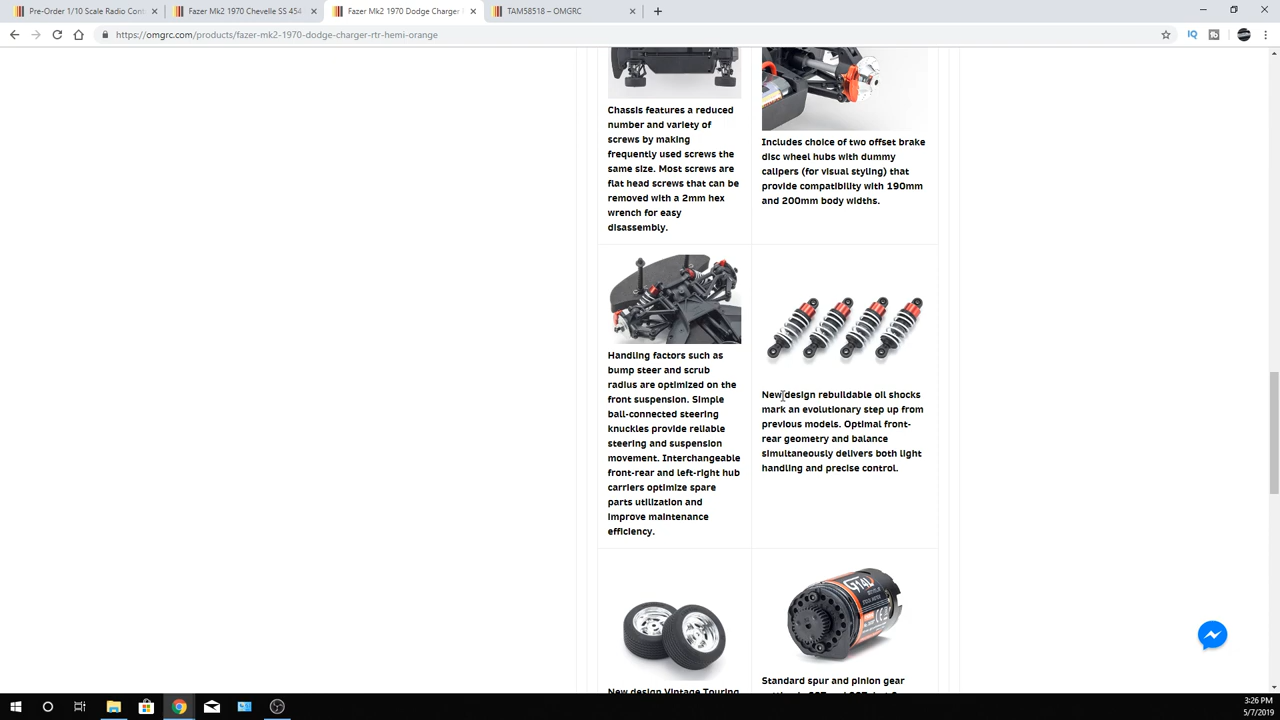 Pre-Order 1/10 Scale Radio Cont
Fazer Mk2 1970 Chevelle SS 454
Fazer Mk2 1970 Dodge Charger
TAM58518 – OMGRC
https://omgrc.com/products/fazer-mk2-1970-dodge-charger-rtr-hemi-orange
IQ
Chassis features a reduced
number and variety of
screws by making
frequently used screws the
same size. Most screws are
flat head screws that can be
removed with a 2mm hex
wrench for easy
disassembly.
Includes choice of two offset brake
disc wheel hubs with dummy
calipers (for visual styling) that
provide compatibility with 190mm
and 200mm body widths.
Handling factors such as
bump steer and scrub
radius are optimized on the
front suspension. Simple
ball-connected steering
knuckles provide reliable
steering and suspension
movement. Interchangeable
front-rear and left-right hub
carriers optimize spare
parts utilization and
improve maintenance
efficiency.
New design rebuildable oil shocks
mark an evolutionary step up from
previous models. Optimal front-
rear geometry and balance
simultaneously delivers both light
handling and precise control.
G14L
New design Vintage Touring
Standard spur and pinion gear
3:26 PM
5/7/2019